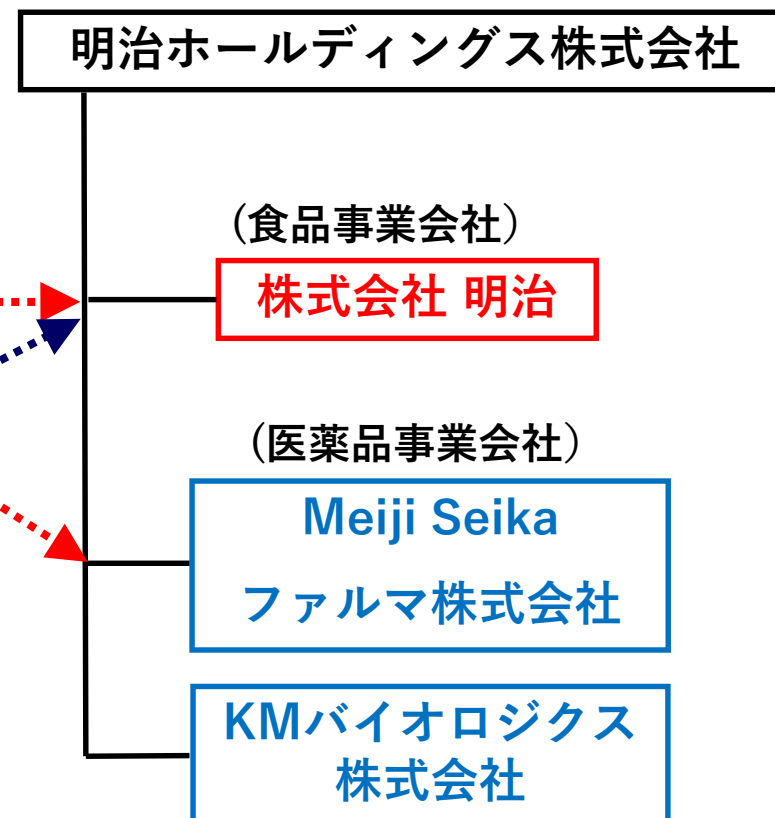 明治ホールディングス株式会社
(食品事業会社)
株式会社 明治
(医薬品事業会社)
Meiji Seika
ファルマ株式会社
KMバイオロジクス
株式会社